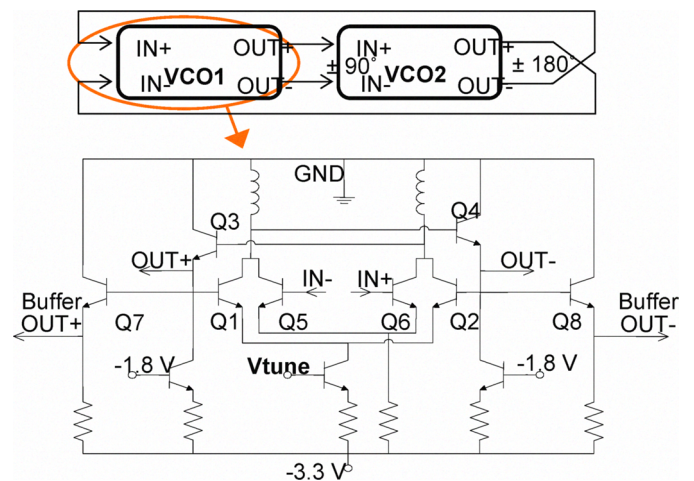 IN+ OUT+ IN+ OUT+
± 90° ± 180°
VCO1 VCO2
IN- OUT- IN- OUT-
GND
Q3 Q4
OUT+ OUT-
IN- IN+
Buffer Buffer
OUT+ Q7 Q1 Q5 Q6 Q2 Q8 OUT-
-1.8 V Vtune -1.8 V
-3.3 V